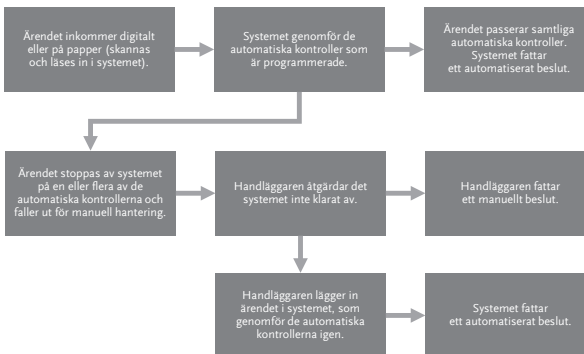 Ärendet inkommer digitalt
eller på papper (skannas
och läses in i systemet).
Systemet genomför de
automatiska kontroller som
är programmerade.
Ärendet passerar samtliga
automatiska kontroller.
Systemet fattar
ett automatiserat beslut.
Ärendet stoppas av systemet
på en eller flera av de
automatiska kontrollerna och
faller ut för manuell hantering.
Handläggaren åtgärdar det
systemet inte klarat av.
Handläggaren fattar
ett manuellt beslut.
Handläggaren lägger in
ärendet i systemet, som
genomför de automatiska
kontrollerna igen.
Systemet fattar
ett automatiserat beslut.